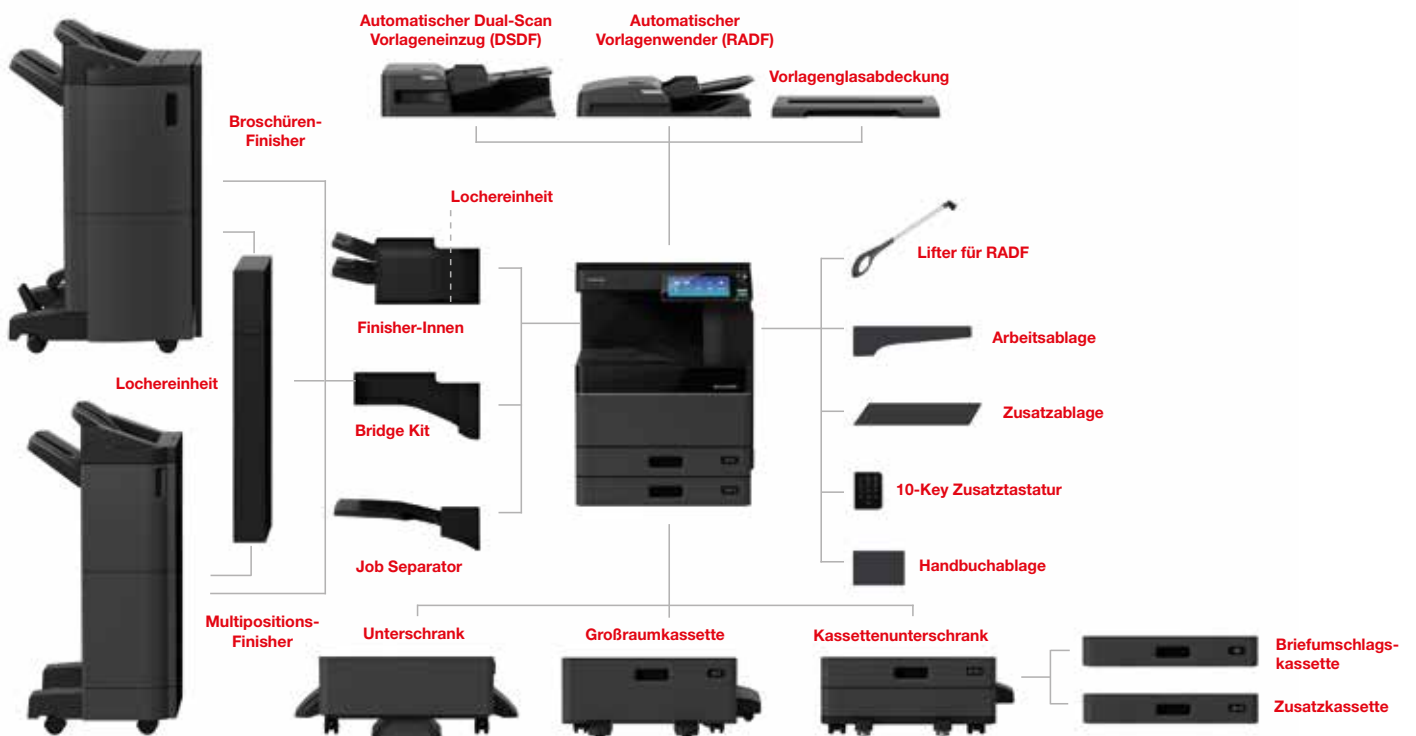 Automatischer Dual-Scan
Vorlageneinzug (DSDF)
Automatischer
Vorlagenwender (RADF)
Vorlagenglasabdeckung
Broschüren-
Finisher
Lochereinheit
Lifter für RADF
Finisher-Innen
Arbeitsablage
Lochereinheit
Zusatzablage
Bridge Kit
10-Key Zusatztastatur
Job Separator
Handbuchablage
Multipositions-
Finisher
Unterschrank
Großraumkassette
Kassettenunterschrank
Briefumschlags-
kassette
Zusatzkassette